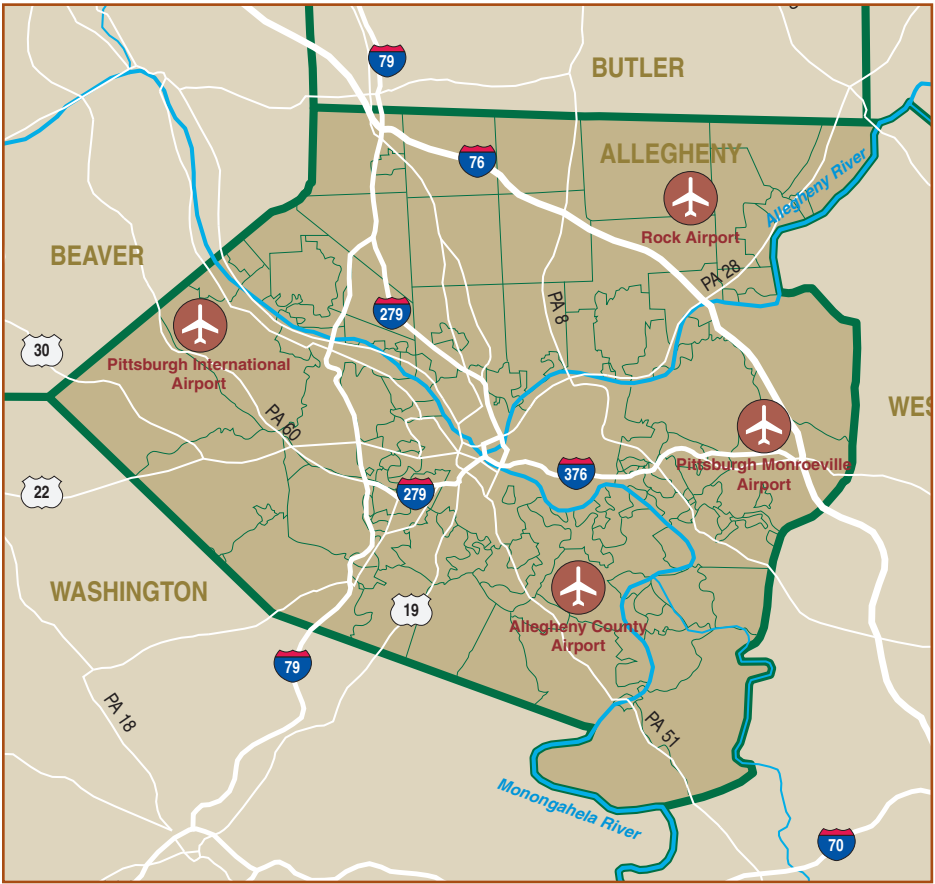 79
BUTLER
ALLEGHENY
76
Allegheny River
Rock Airport
BEAVER
PA 28
PA 8
279
30
Pittsburgh International
Airport
WES
PA 60
Pittsburgh Monroeville
Airport
376
22
279
WASHINGTON
19
Allegheny County
Airport
79
PA 18
PA 51
Monongahela River
70